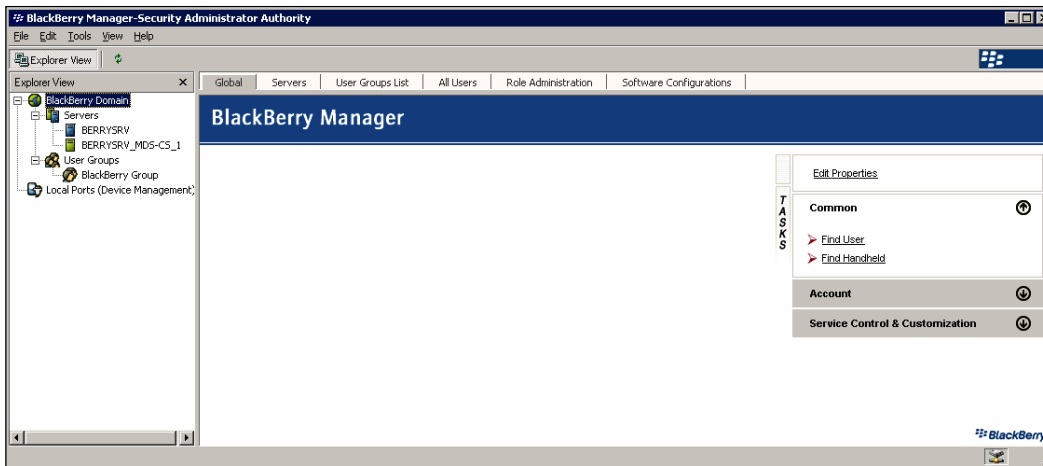 BlackBerry Manager-Security Administrator Authority
File Edit Tools View Help
Explorer View
Explorer View
Global Servers User Groups List All Users Role Administration Software Configurations
BlackBerry Domain
Servers
BERRYSRV
BERRYSRV_MDS-CS_1
User Groups
BlackBerry Group
Local Ports (Device Management)
BlackBerry Manager
TASKS
Edit Properties
Common
Find User
Find Handheld
Account
Service Control & Customization
BlackBerry